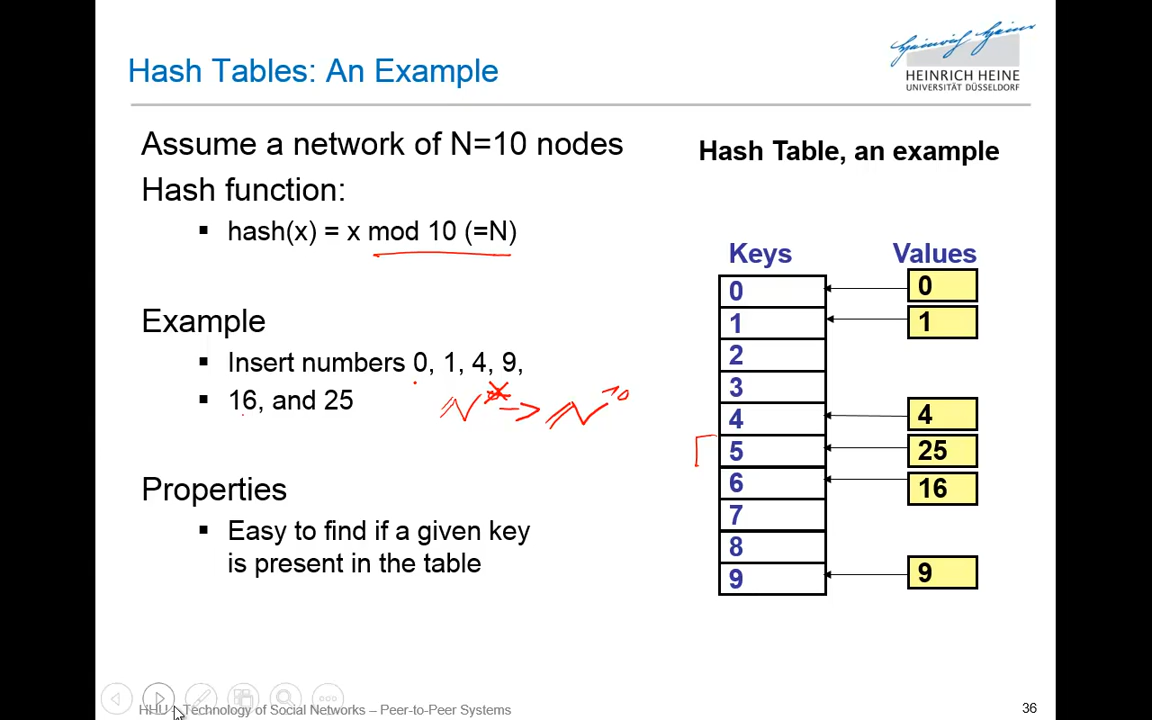 Hash Tables: An Example
Heinrich Heine
HEINRICH HEINE
UNIVERSITÄT DÜSSELDORF
Assume a network of N=10 nodes
Hash function:
▪ hash(x) = x mod 10 (=N)
Example
▪ Insert numbers 0, 1, 4, 9,
▪ 16, and 25
ℕ* -> ℕ¹⁰
Properties
▪ Easy to find if a given key
is present in the table
Hash Table, an example
Keys Values
0 0
1 1
2
3
4 4
5 25
6 16
7
8
9 9
HHU – Technology of Social Networks – Peer-to-Peer Systems
36